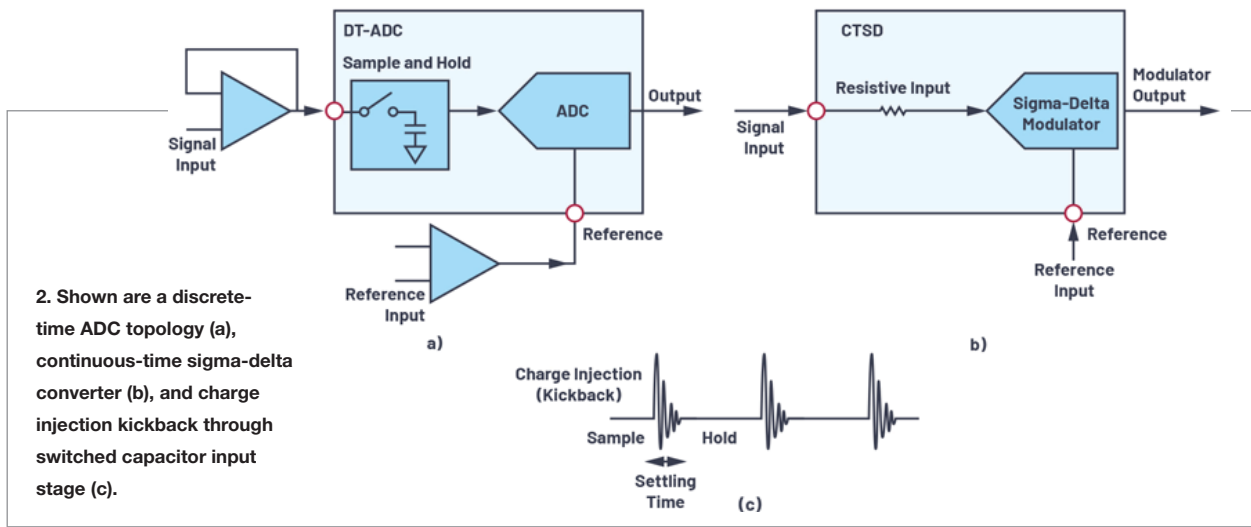 DT-ADC
Sample and Hold
ADC
Output
Signal
Input
Reference
Reference
Input
a)
CTSD
Resistive Input
Sigma-Delta
Modulator
Modulator
Output
Signal
Input
Reference
Reference
Input
b)
2. Shown are a discrete-
time ADC topology (a),
continuous-time sigma-delta
converter (b), and charge
injection kickback through
switched capacitor input
stage (c).
Charge Injection
(Kickback)
Sample
Hold
Settling
Time
(c)